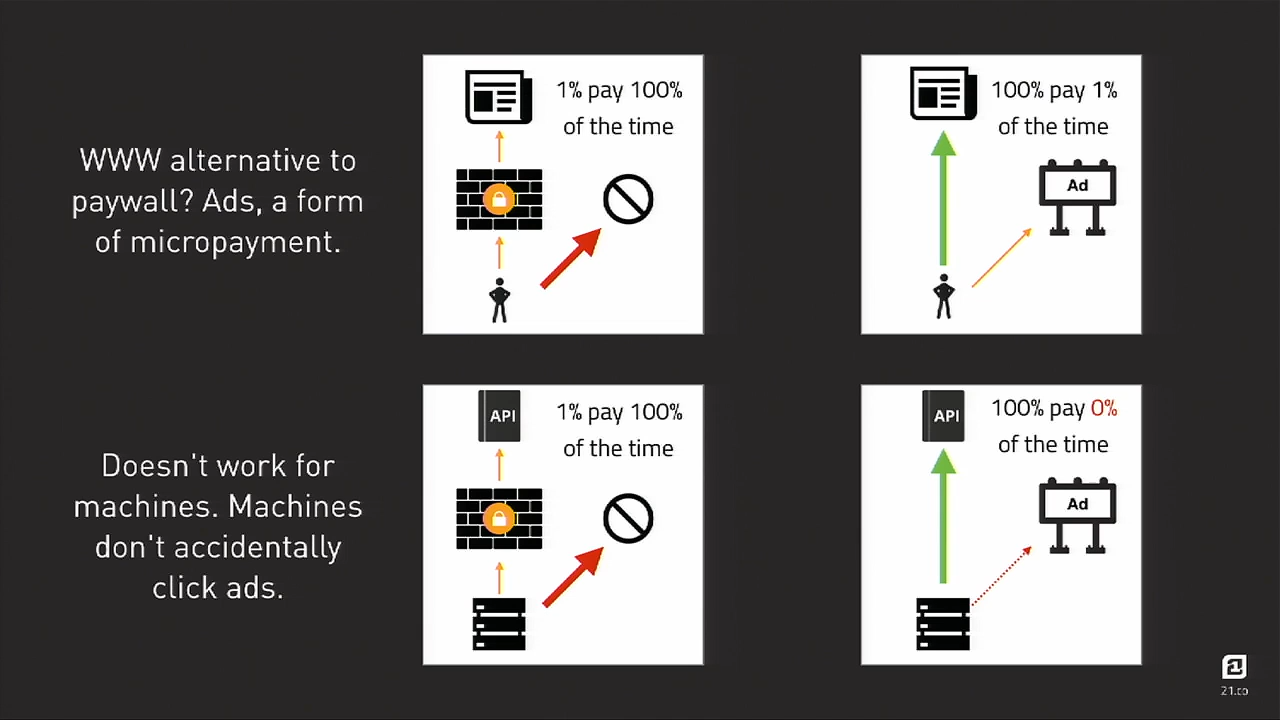 WWW alternative to
paywall? Ads, a form
of micropayment.
1% pay 100%
of the time
100% pay 1%
of the time
Ad
Doesn't work for
machines. Machines
don't accidentally
click ads.
API
1% pay 100%
of the time
API
100% pay 0%
of the time
Ad
21.co